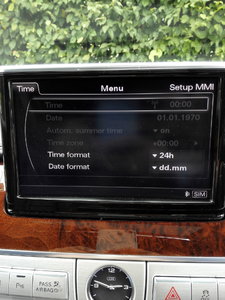 Time Menu Setup MMI
Time 00:00
Date 01.01.1970
Autom. summer time on
Time zone +00:00
Time format 24h
Date format dd.mm
SIM
PASS
AIRBAG